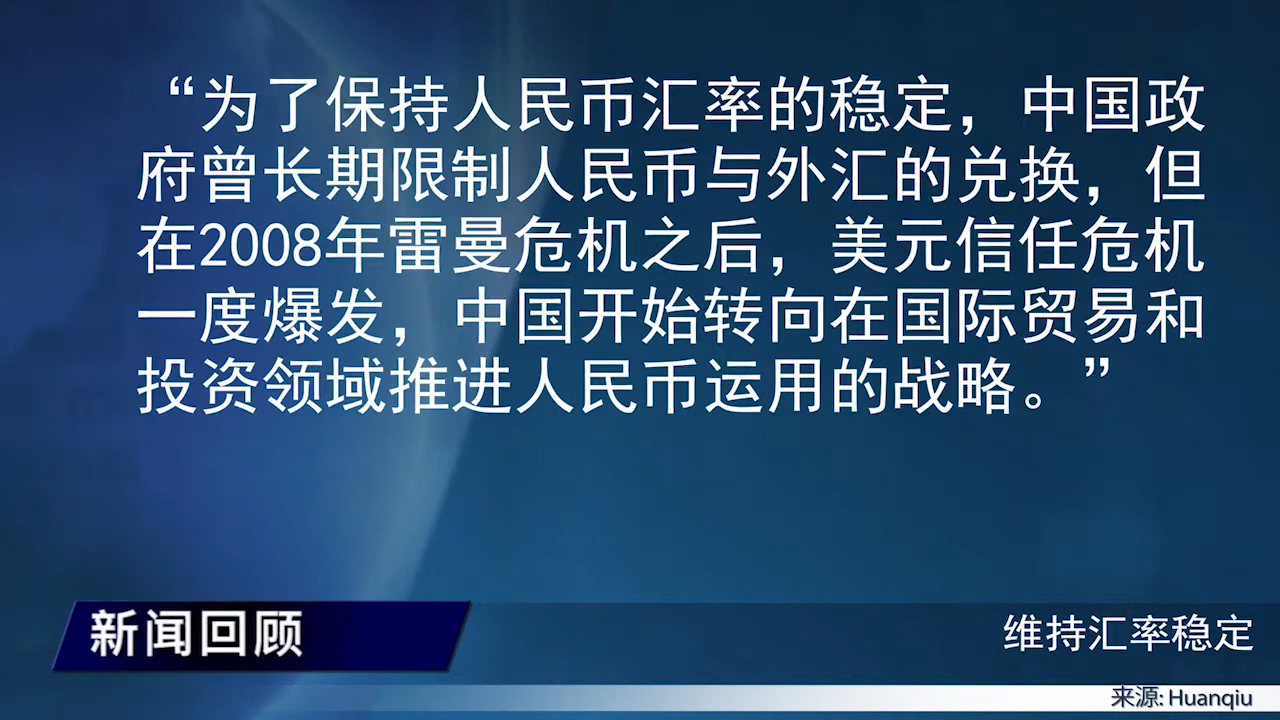 “为了保持人民币汇率的稳定，中国政
府曾长期限制人民币与外汇的兑换，但
在2008年雷曼危机之后，美元信任危机
一度爆发，中国开始转向在国际贸易和
投资领域推进人民币运用的战略。”
新闻回顾
维持汇率稳定
来源: Huanqiu